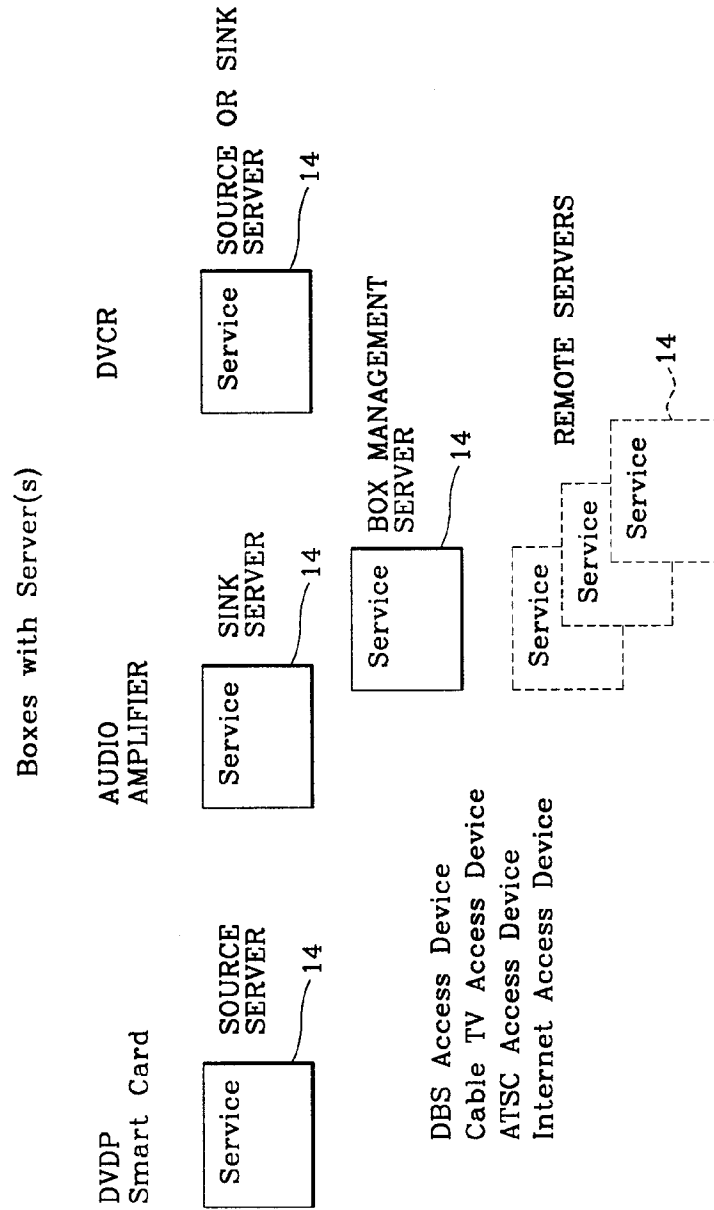 Boxes with Server(s)
DVDP
Smart Card
Service
SOURCE
SERVER
14
AUDIO
AMPLIFIER
Service
SINK
SERVER
14
DVCR
Service
SOURCE OR SINK
SERVER
14
Service
BOX MANAGEMENT
SERVER
14
DBS Access Device
Cable TV Access Device
ATSC Access Device
Internet Access Device
Service
Service
Service
REMOTE SERVERS
14